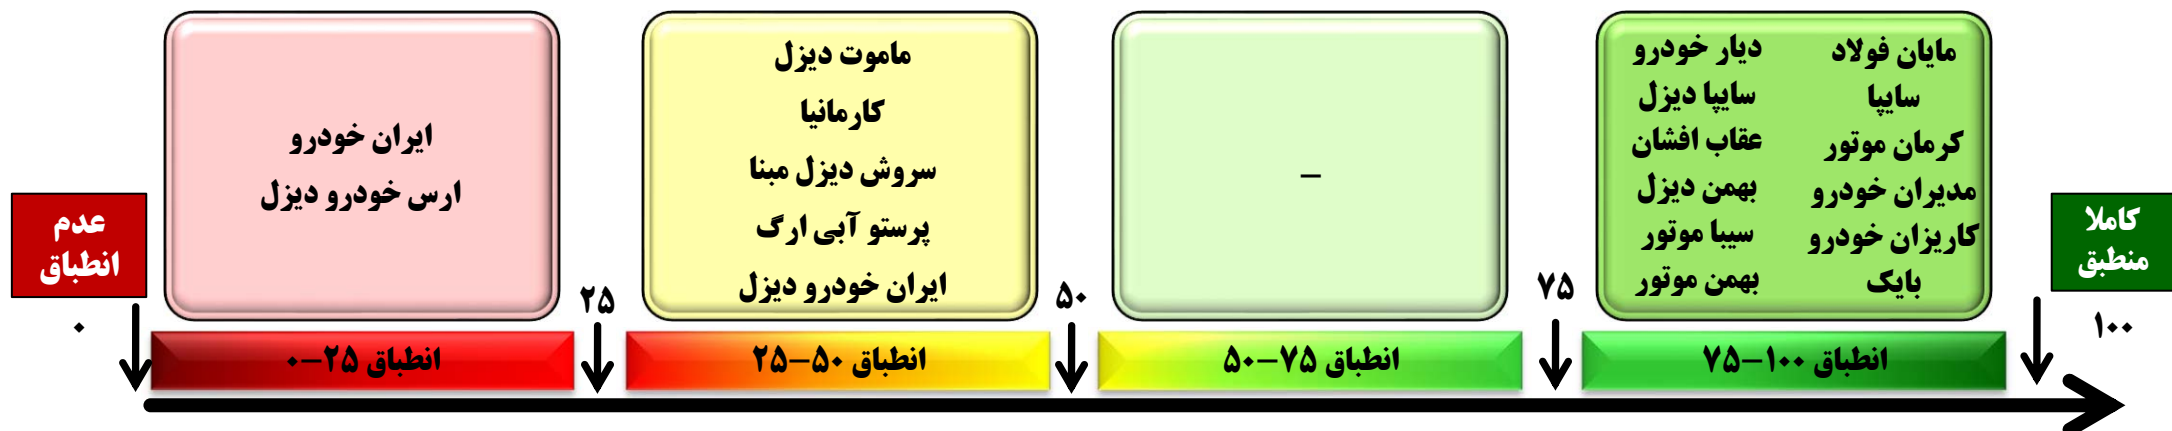 کاملا
منطبق
۱۰۰
مایان فولاد
سایپا
کرمان موتور
مدیران خودرو
کاریزان خودرو
بایک
دیار خودرو
سایپا دیزل
عقاب افشان
بهمن دیزل
سیبا موتور
بهمن موتور
انطباق ۱۰۰–۷۵
۷۵
–
انطباق ۷۵–۵۰
۵۰
ماموت دیزل
کارمانیا
سروش دیزل مبنا
پرستو آبی ارگ
ایران خودرو دیزل
انطباق ۵۰–۲۵
۲۵
ایران خودرو
ارس خودرو دیزل
انطباق ۲۵–۰
عدم
انطباق
۰